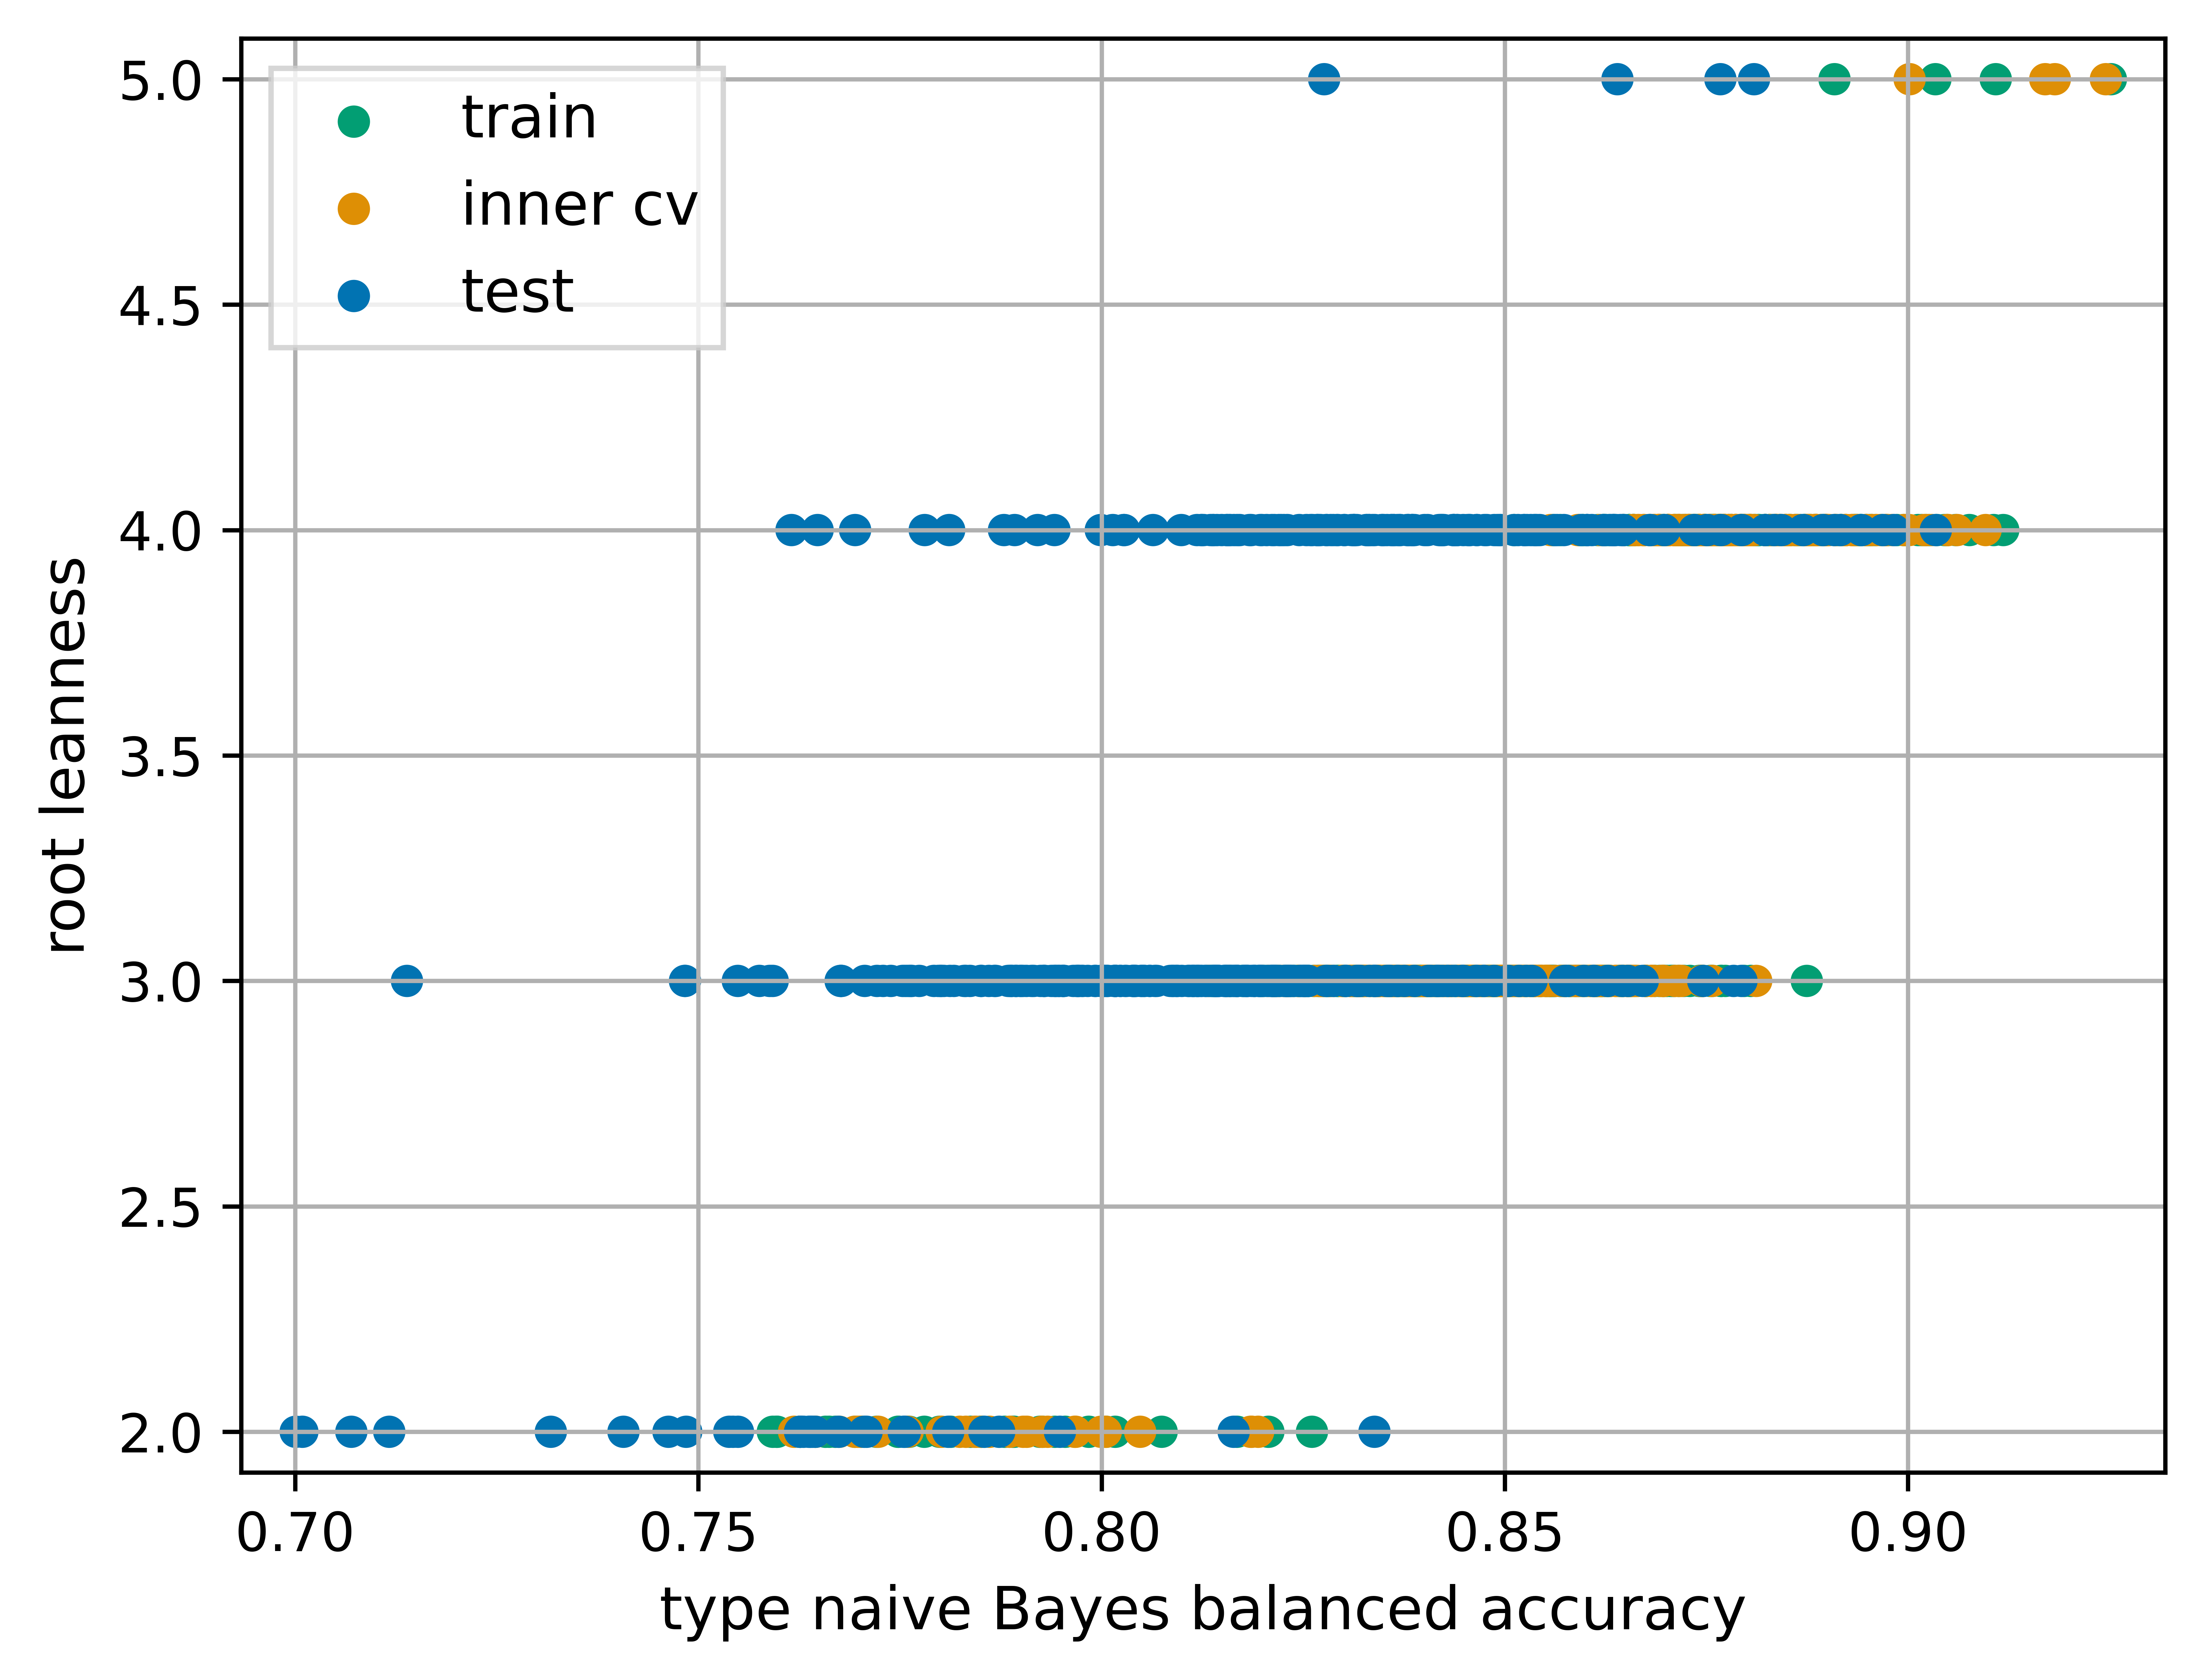 5.0
4.5
4.0
3.5
3.0
2.5
2.0
root leanness
train
inner cv
test
0.70 0.75 0.80 0.85 0.90
type naive Bayes balanced accuracy